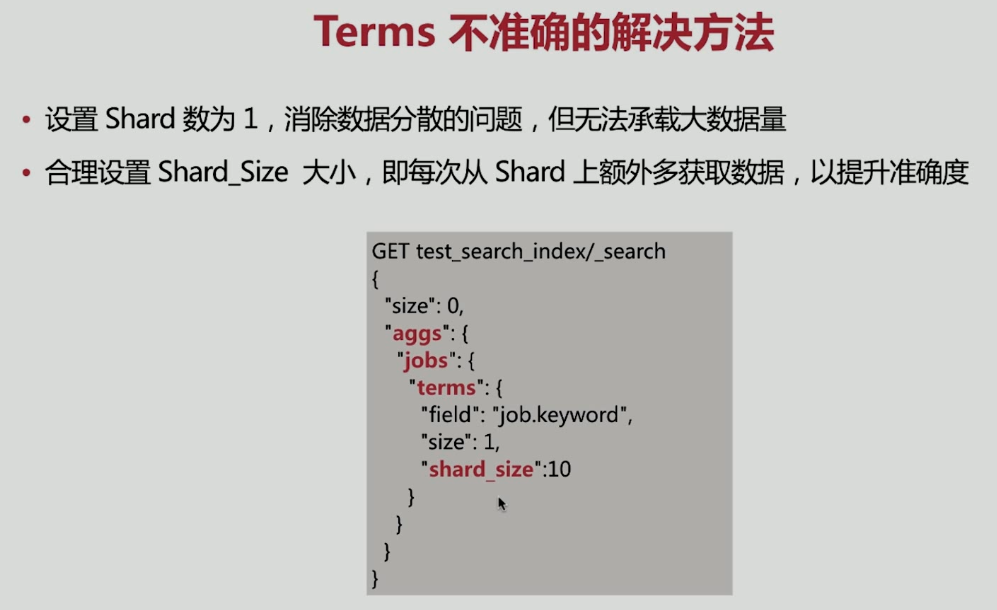 Terms 不准确的解决方法
• 设置 Shard 数为 1，消除数据分散的问题，但无法承载大数据量
• 合理设置 Shard_Size 大小，即每次从 Shard 上额外多获取数据，以提升准确度
GET test_search_index/_search
{
  "size": 0,
  "aggs": {
    "jobs": {
      "terms": {
        "field": "job.keyword",
        "size": 1,
        "shard_size":10
      }
    }
  }
}